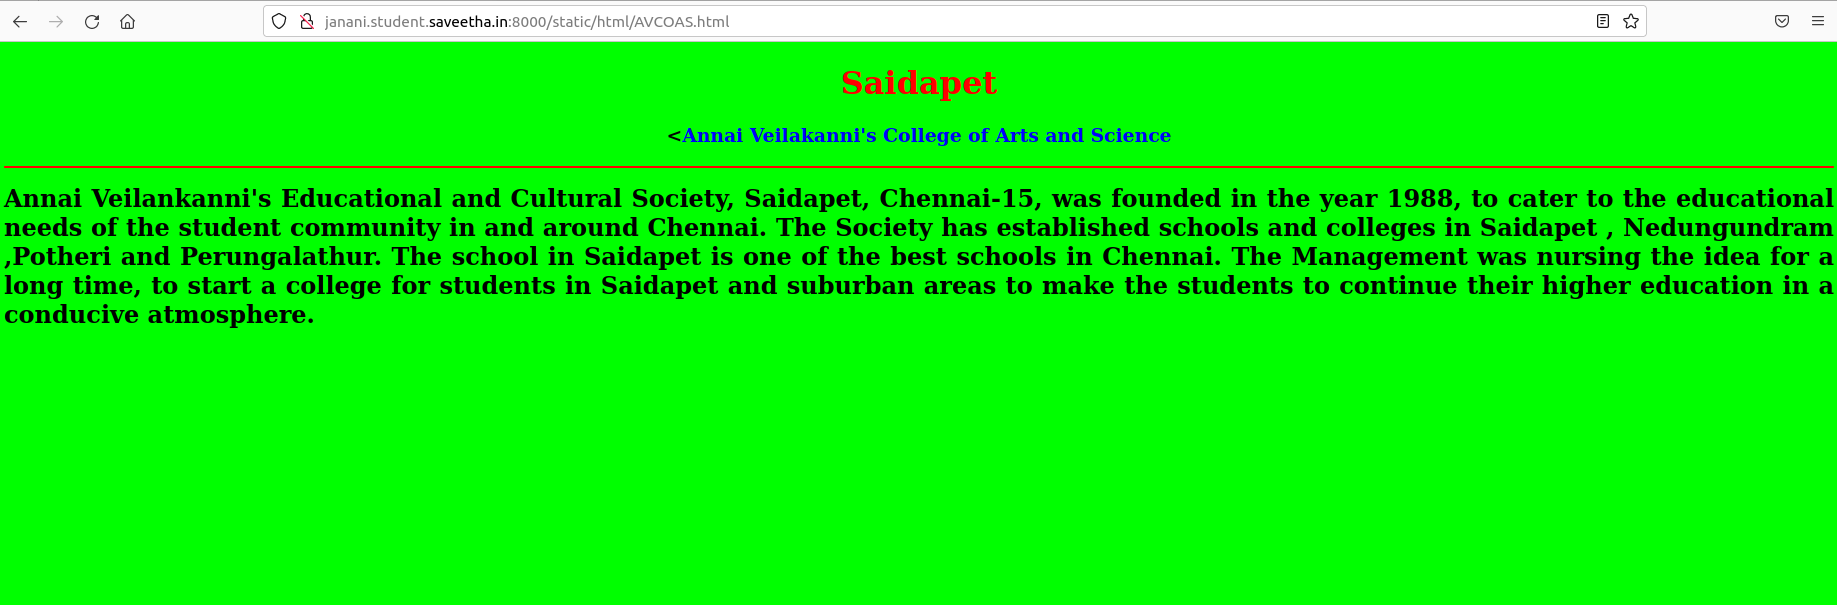 janani.student.saveetha.in:8000/static/html/AVCOAS.html
Saidapet
<Annai Veilakanni's College of Arts and Science
Annai Veilankanni's Educational and Cultural Society, Saidapet, Chennai-15, was founded in the year 1988, to cater to the educational
needs of the student community in and around Chennai. The Society has established schools and colleges in Saidapet , Nedungundram
,Potheri and Perungalathur. The school in Saidapet is one of the best schools in Chennai. The Management was nursing the idea for a
long time, to start a college for students in Saidapet and suburban areas to make the students to continue their higher education in a
conducive atmosphere.